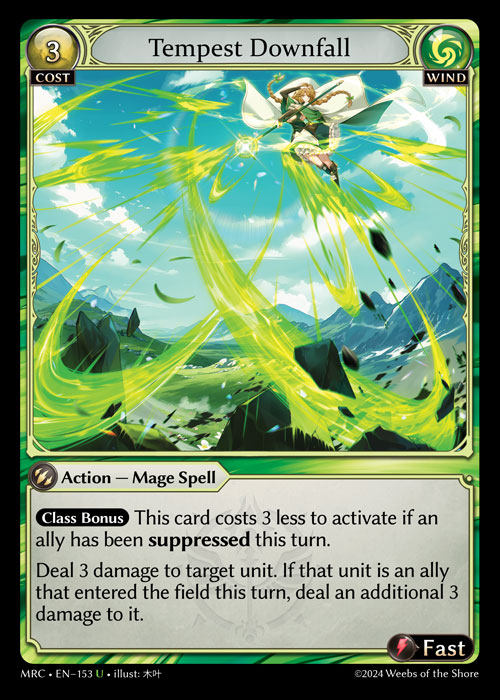 3
COST
Tempest Downfall
WIND
Action — Mage Spell
Class Bonus This card costs 3 less to activate if an
ally has been suppressed this turn.
Deal 3 damage to target unit. If that unit is an ally
that entered the field this turn, deal an additional 3
damage to it.
Fast
MRC • EN–153 U • illust: 木叶
©2024 Weebs of the Shore